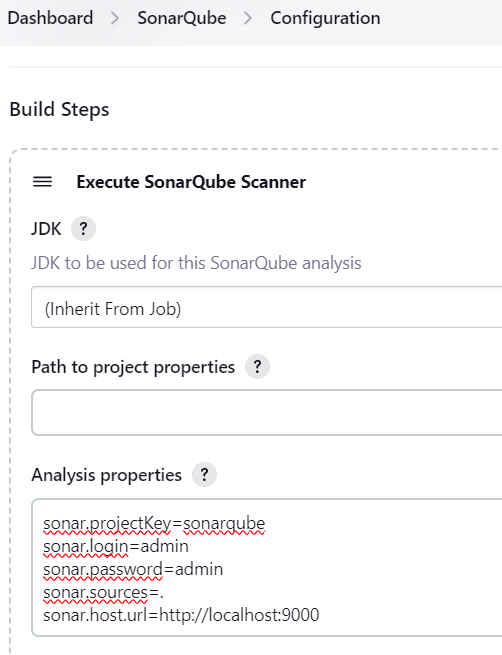 Dashboard > SonarQube > Configuration
Build Steps
Execute SonarQube Scanner
JDK ?
JDK to be used for this SonarQube analysis
(Inherit From Job)
Path to project properties ?
Analysis properties ?
sonar.projectKey=sonarqube
sonar.login=admin
sonar.password=admin
sonar.sources=.
sonar.host.url=http://localhost:9000